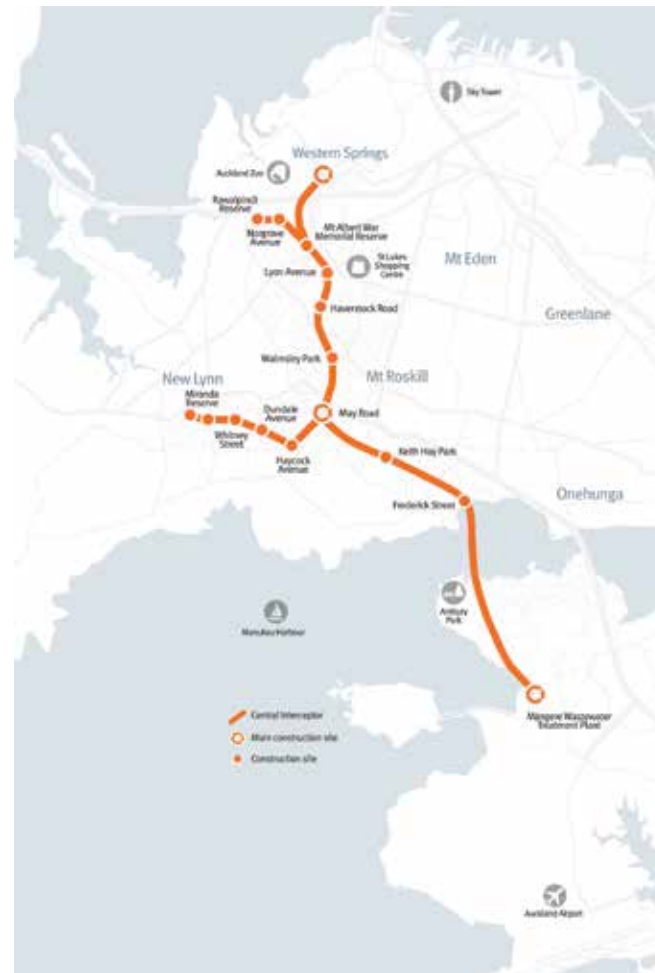 Sky Tower
Western Springs
Auckland Zoo
Rawalpindi
Reserve
Norgrove
Avenue
Mt Albert War
Memorial Reserve
Lyon Avenue
St Lukes
Shopping
Centre
Mt Eden
Haverstock Road
Greenlane
Walmsley Park
Mt Roskill
New Lynn
Miranda
Reserve
Dundale
Avenue
May Road
Whitney
Street
Haycock
Avenue
Keith Hay Park
Onehunga
Frederick Street
Ambury
Park
Manukau Harbour
Mangere Wastewater
Treatment Plant
Central Interceptor
Main construction site
Construction site
Auckland Airport